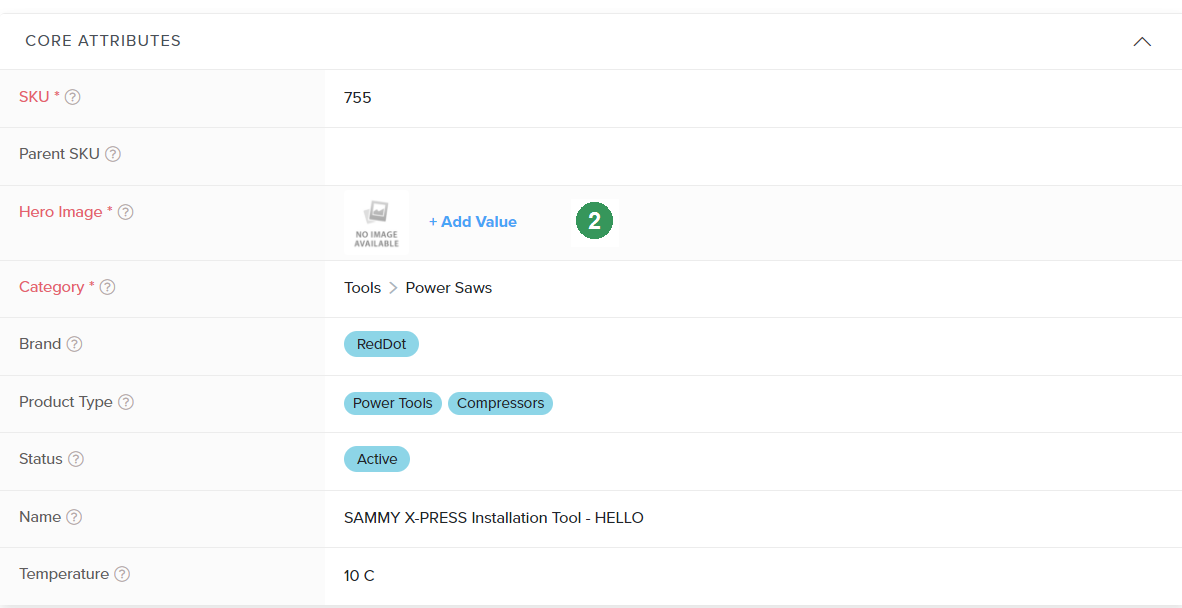 CORE ATTRIBUTES
SKU * ?
755
Parent SKU ?
Hero Image * ?
NO IMAGE
AVAILABLE
+ Add Value
2
Category * ?
Tools > Power Saws
Brand ?
RedDot
Product Type ?
Power Tools Compressors
Status ?
Active
Name ?
SAMMY X-PRESS Installation Tool - HELLO
Temperature ?
10 C